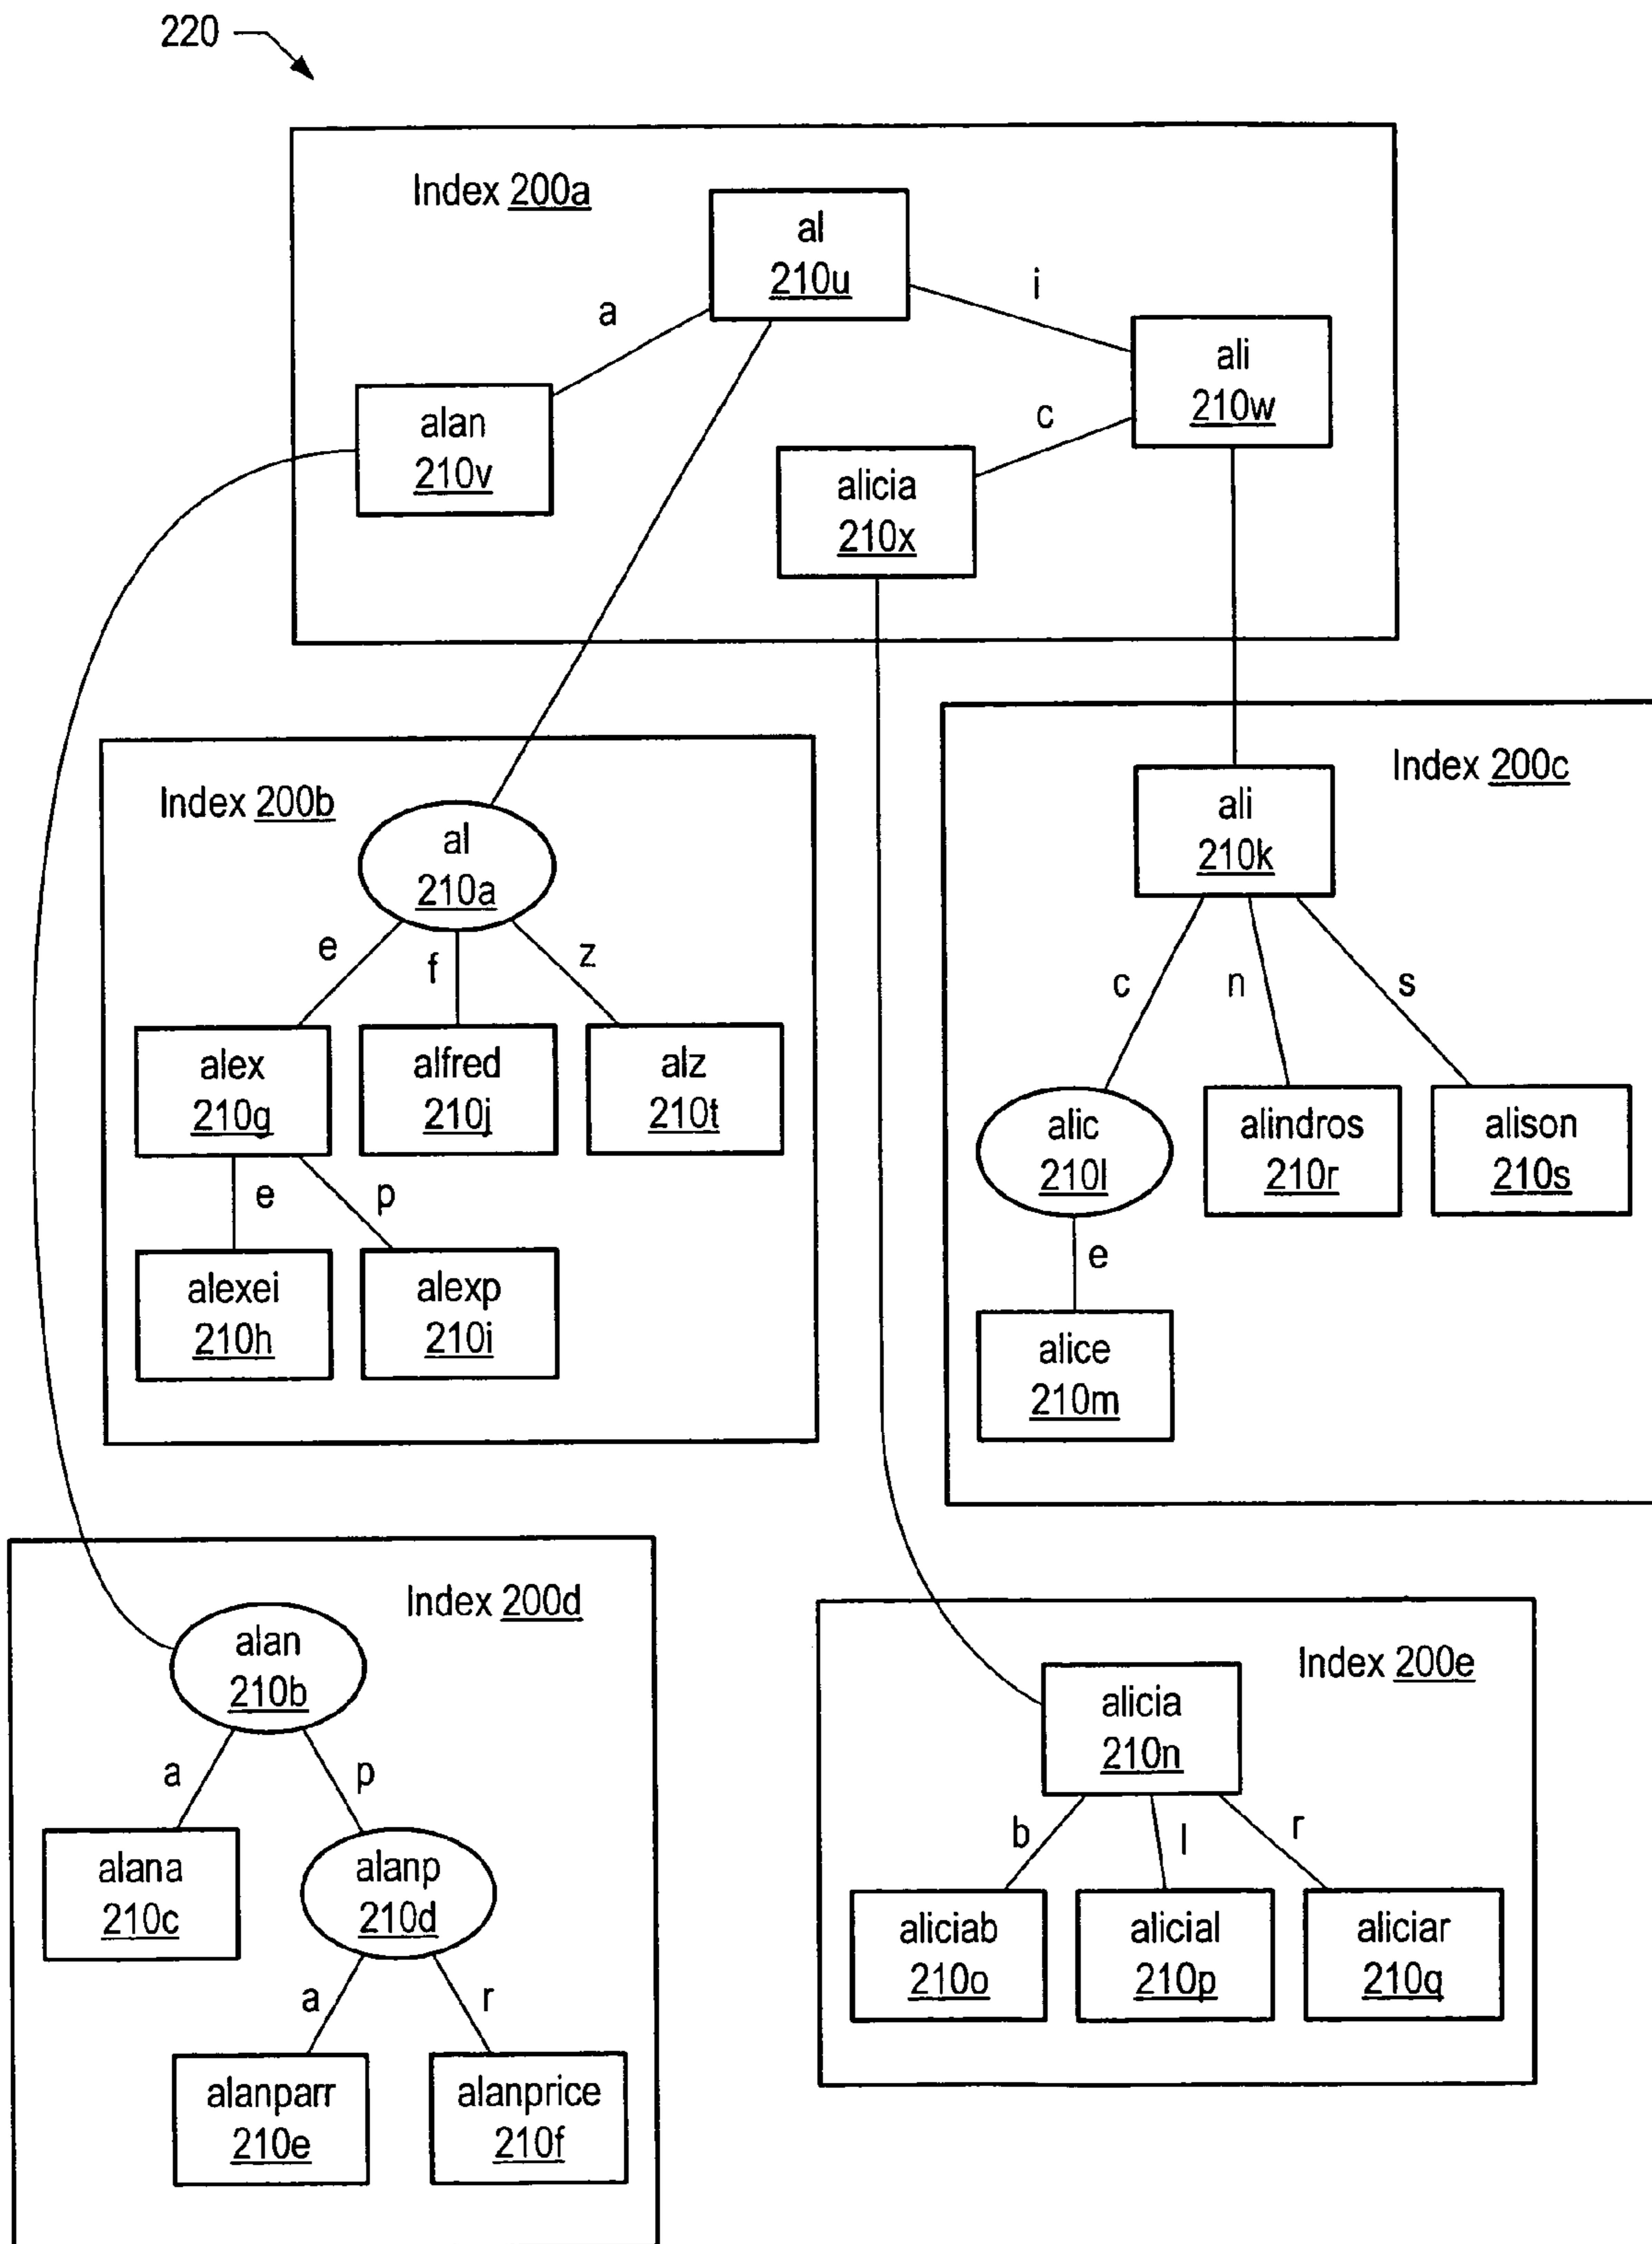 220
Index 200a
al
210u
a
i
ali
210w
alan
210v
c
alicia
210x
Index 200b
al
210a
e
f
z
alex
210g
alfred
210j
alz
210t
e
p
alexei
210h
alexp
210i
Index 200c
ali
210k
c
n
s
alic
210l
alindros
210r
alison
210s
e
alice
210m
Index 200d
alan
210b
a
p
alana
210c
alanp
210d
a
r
alanparr
210e
alanprice
210f
Index 200e
alicia
210n
b
l
r
aliciab
210o
alicial
210p
aliciar
210q